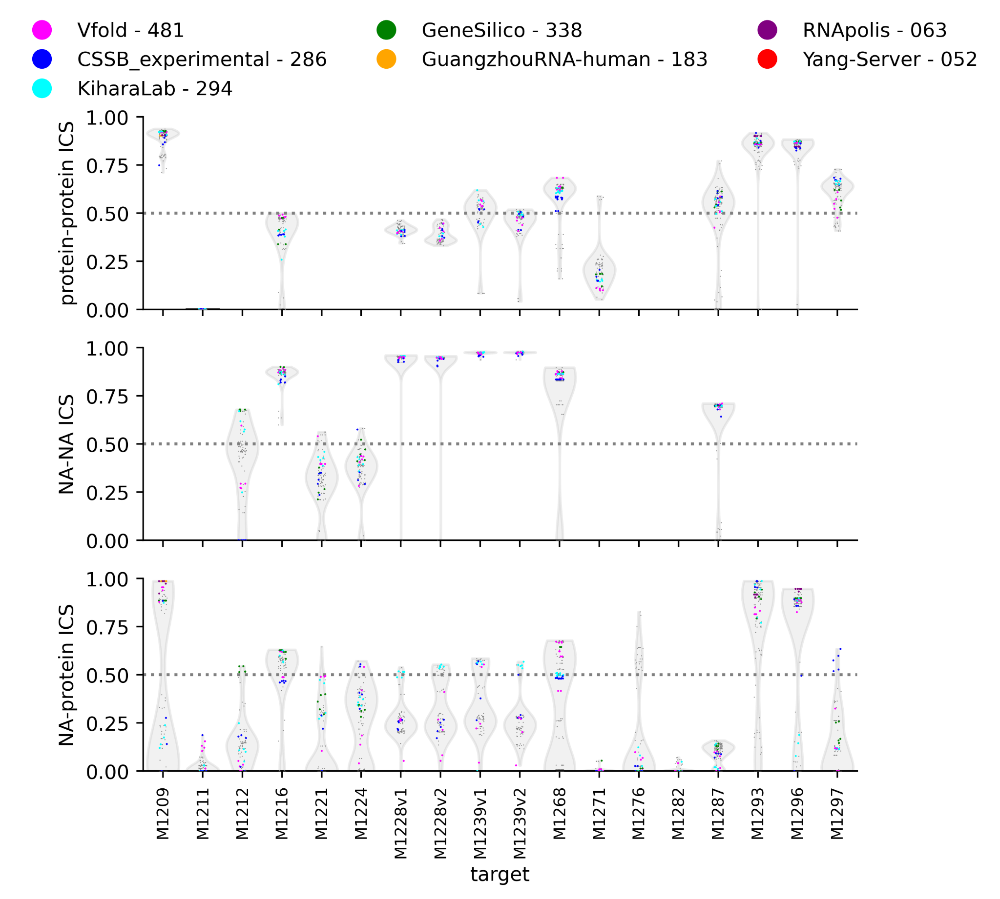 Vfold - 481
GeneSilico - 338
RNApolis - 063
CSSB_experimental - 286
GuangzhouRNA-human - 183
Yang-Server - 052
KiharaLab - 294
protein-protein ICS
1.00
0.75
0.50
0.25
0.00
NA-NA ICS
1.00
0.75
0.50
0.25
0.00
NA-protein ICS
1.00
0.75
0.50
0.25
0.00
M1209
M1211
M1212
M1216
M1221
M1224
M1228v1
M1228v2
M1239v1
M1239v2
M1268
M1271
M1276
M1282
M1287
M1293
M1296
M1297
target